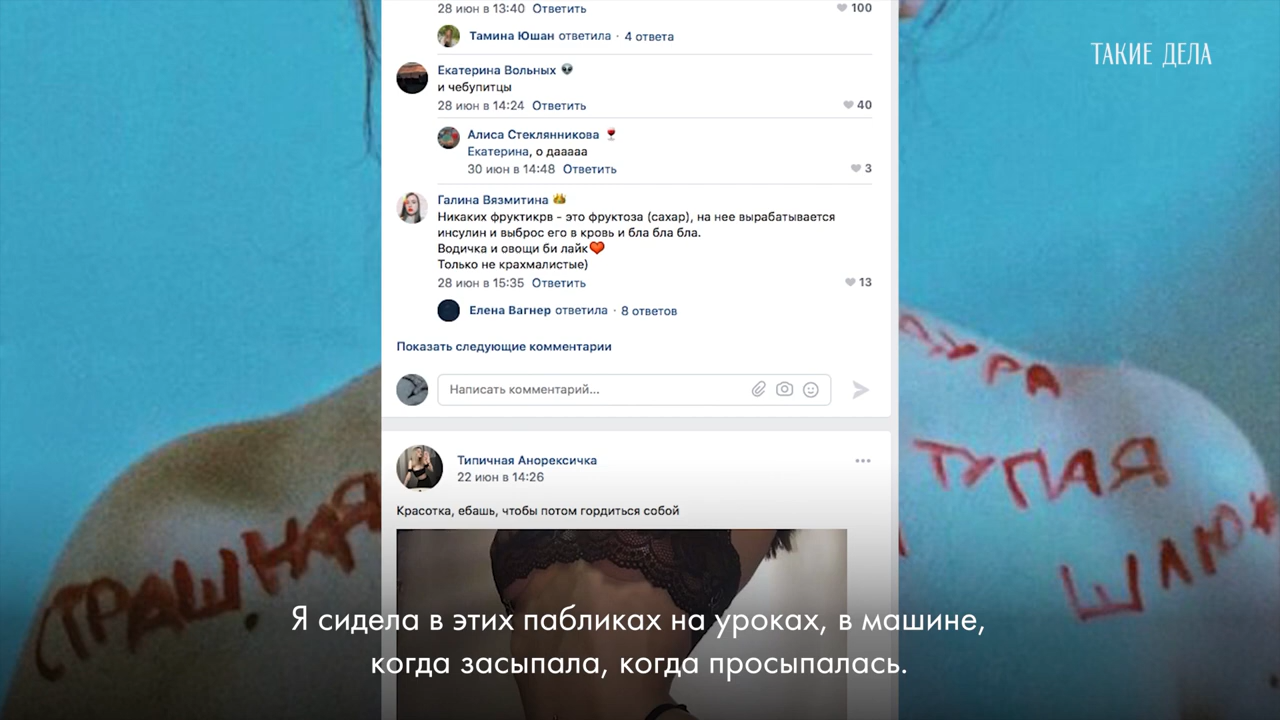 28 июн в 13:40 Ответить 100
ТАКИЕ ДЕЛА
Тамина Юшан ответила · 4 ответа
Екатерина Вольных
и чебупитцы
28 июн в 14:24 Ответить 40
Алиса Стеклянникова
Екатерина, о дааааа
30 июн в 14:48 Ответить 3
Галина Вязмитина
Никаких фруктикрв - это фруктоза (сахар), на нее вырабатывается
инсулин и выброс его в кровь и бла бла бла.
Водичка и овощи би лайк❤
Только не крахмалистые)
28 июн в 15:35 Ответить 13
Елена Вагнер ответила · 8 ответов
Показать следующие комментарии
Написать комментарий...
Типичная Анорексичка
22 июн в 14:26
Красотка, ебашь, чтобы потом гордиться собой
СТРАШНАЯ
ДУРА
ТУПАЯ
ШЛЮХ
Я сидела в этих пабликах на уроках, в машине,
когда засыпала, когда просыпалась.